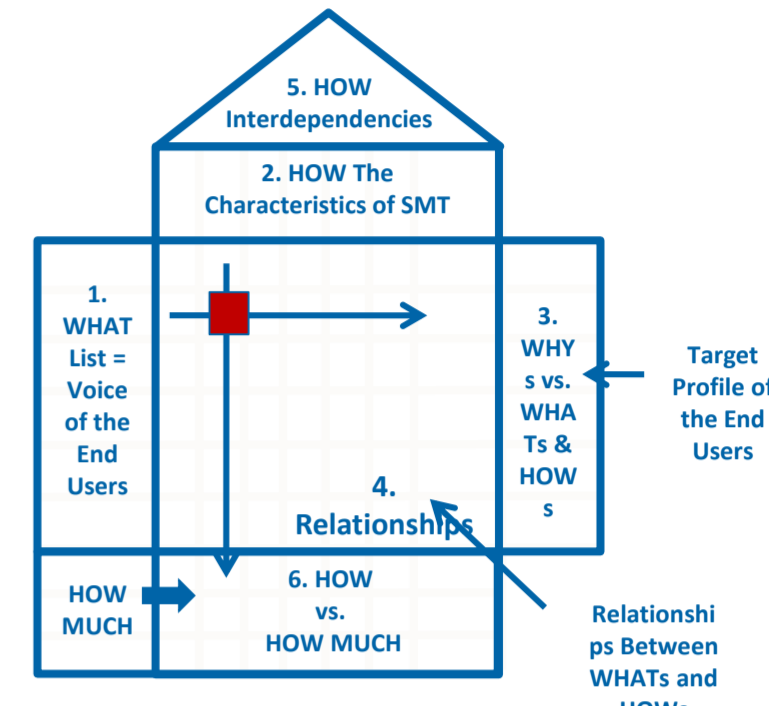 5. HOW
Interdependencies
2. HOW The
Characteristics of SMT
1.
WHAT
List =
Voice
of the
End
Users
3.
WHY
s vs.
WHA
Ts &
HOW
s
Target
Profile of
the End
Users
4.
Relationships
HOW
MUCH
6. HOW
vs.
HOW MUCH
Relationshi
ps Between
WHATs and
HOWs